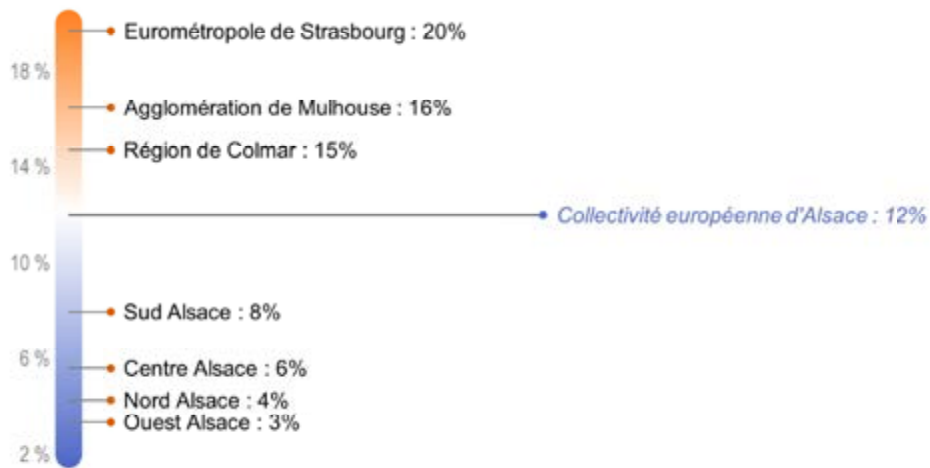 Eurométropole de Strasbourg : 20%
18 %
Agglomération de Mulhouse : 16%
Région de Colmar : 15%
14 %
Collectivité européenne d'Alsace : 12%
10 %
Sud Alsace : 8%
6 %
Centre Alsace : 6%
Nord Alsace : 4%
Ouest Alsace : 3%
2 %